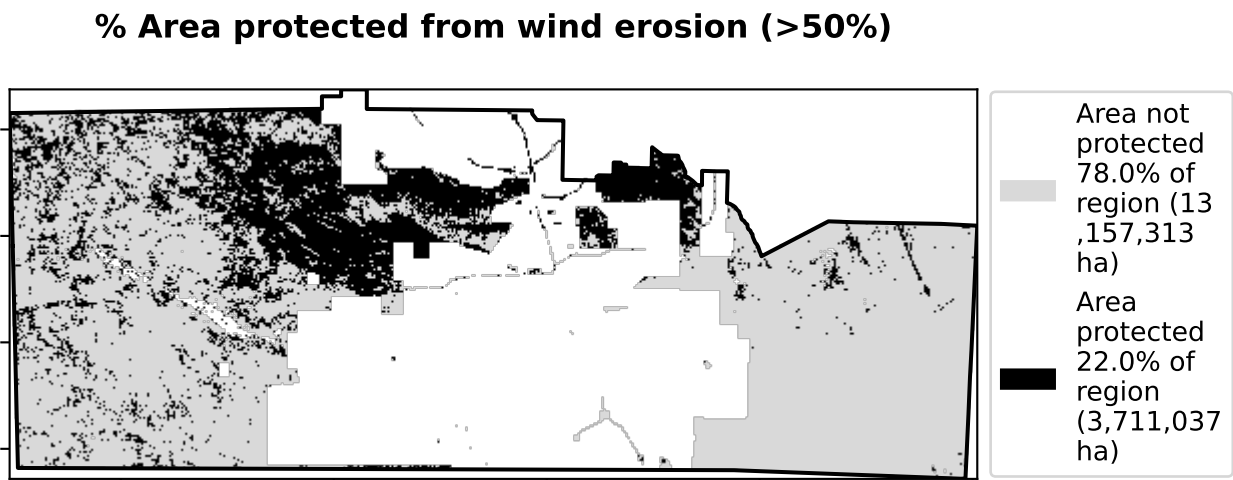 % Area protected from wind erosion (>50%)
Area not
protected
78.0% of
region (13
,157,313
ha)
Area
protected
22.0% of
region
(3,711,037
ha)